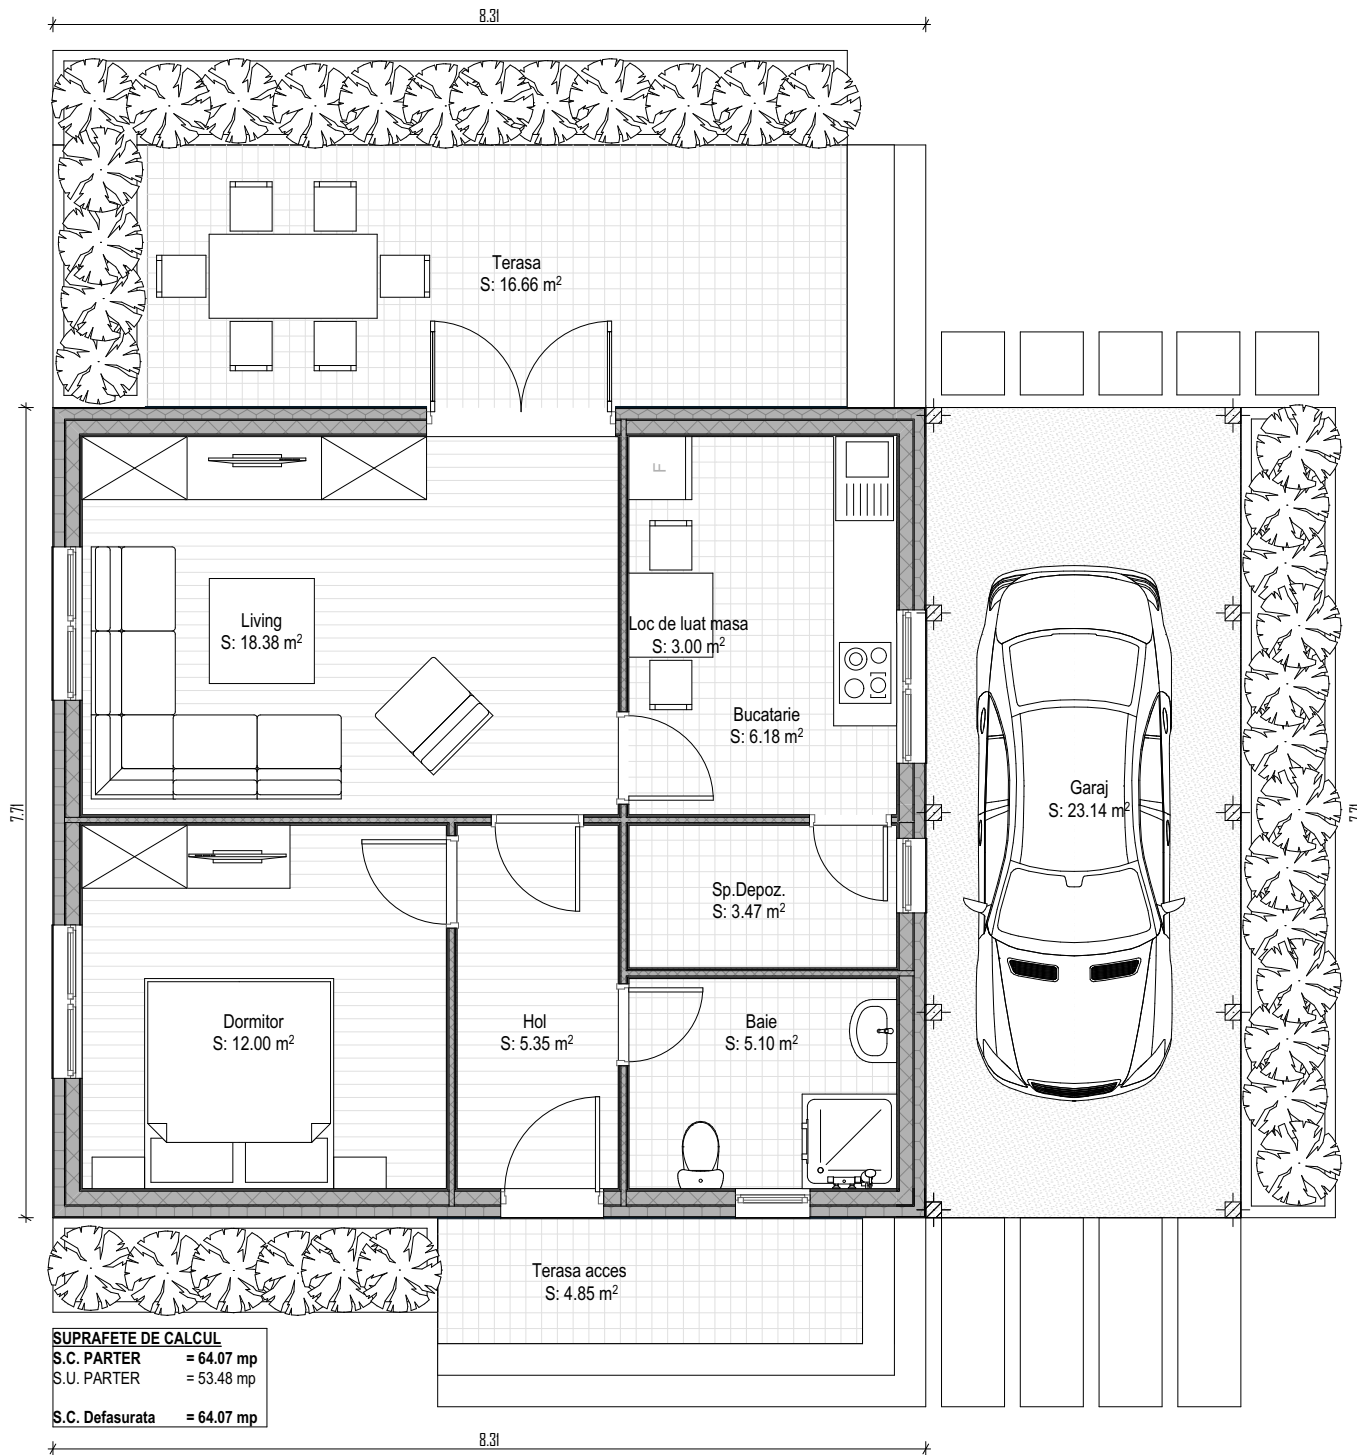 8.31
Terasa
S: 16.66 m²
F
Living
S: 18.38 m²
Loc de luat masa
S: 3.00 m²
Bucatarie
S: 6.18 m²
Garaj
S: 23.14 m²
7.71
7.71
Sp.Depoz.
S: 3.47 m²
Dormitor
S: 12.00 m²
Hol
S: 5.35 m²
Baie
S: 5.10 m²
Terasa acces
S: 4.85 m²
SUPRAFETE DE CALCUL
S.C. PARTER = 64.07 mp
S.U. PARTER = 53.48 mp
S.C. Defasurata = 64.07 mp
8.31